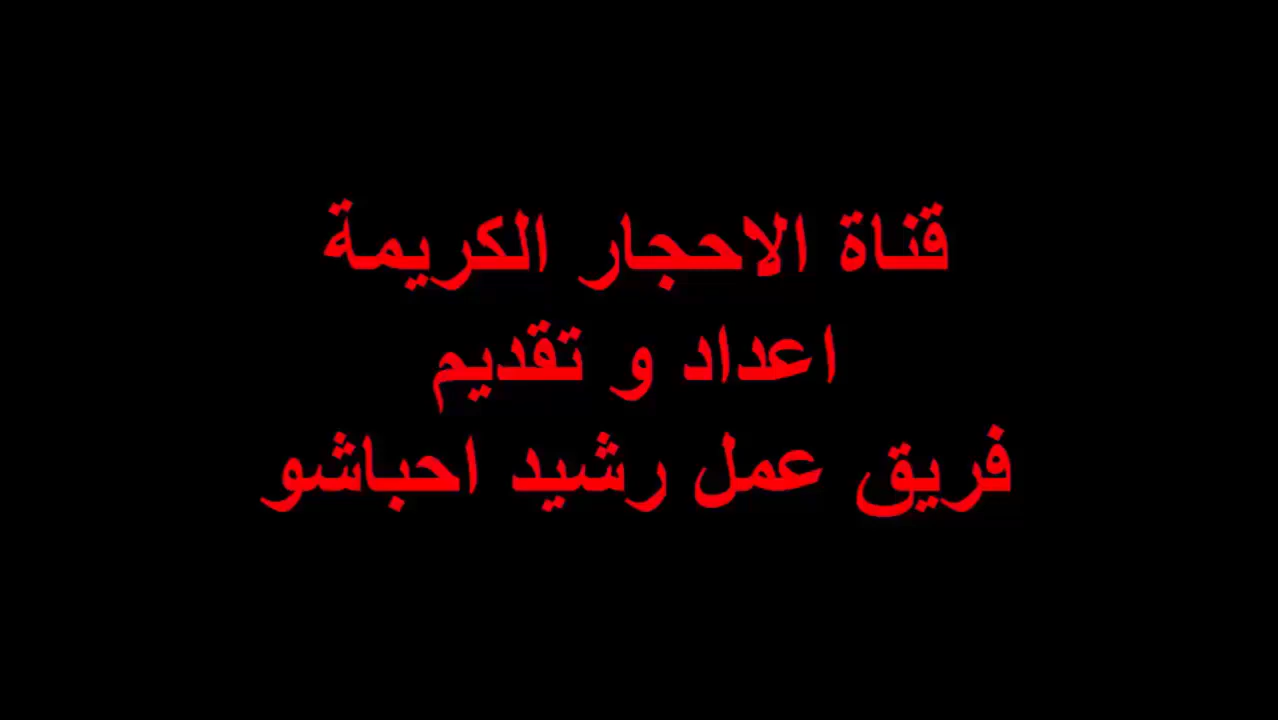 قناة الاحجار الكريمة
اعداد و تقديم
فريق عمل رشيد احباشو